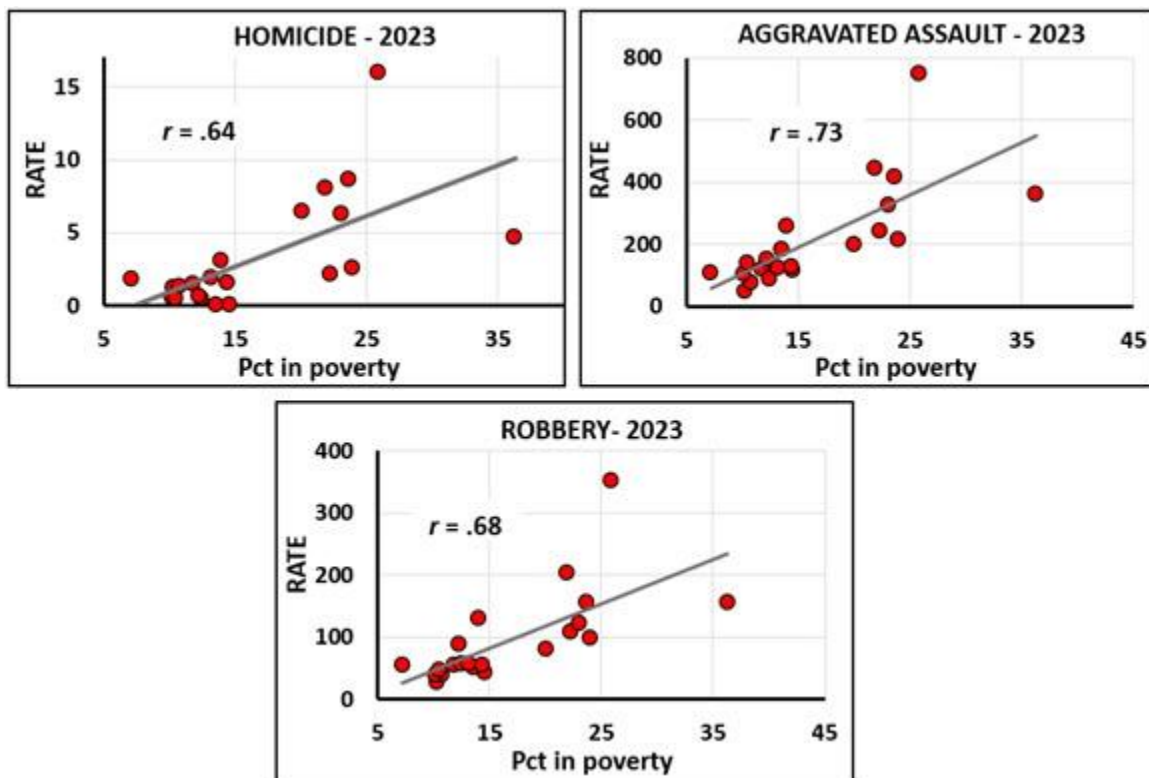 HOMICIDE - 2023
RATE
15
10
5
0
r = .64
5 15 25 35
Pct in poverty
AGGRAVATED ASSAULT - 2023
RATE
800
600
400
200
0
r = .73
5 15 25 35 45
Pct in poverty
ROBBERY- 2023
RATE
400
300
200
100
0
r = .68
5 15 25 35 45
Pct in poverty